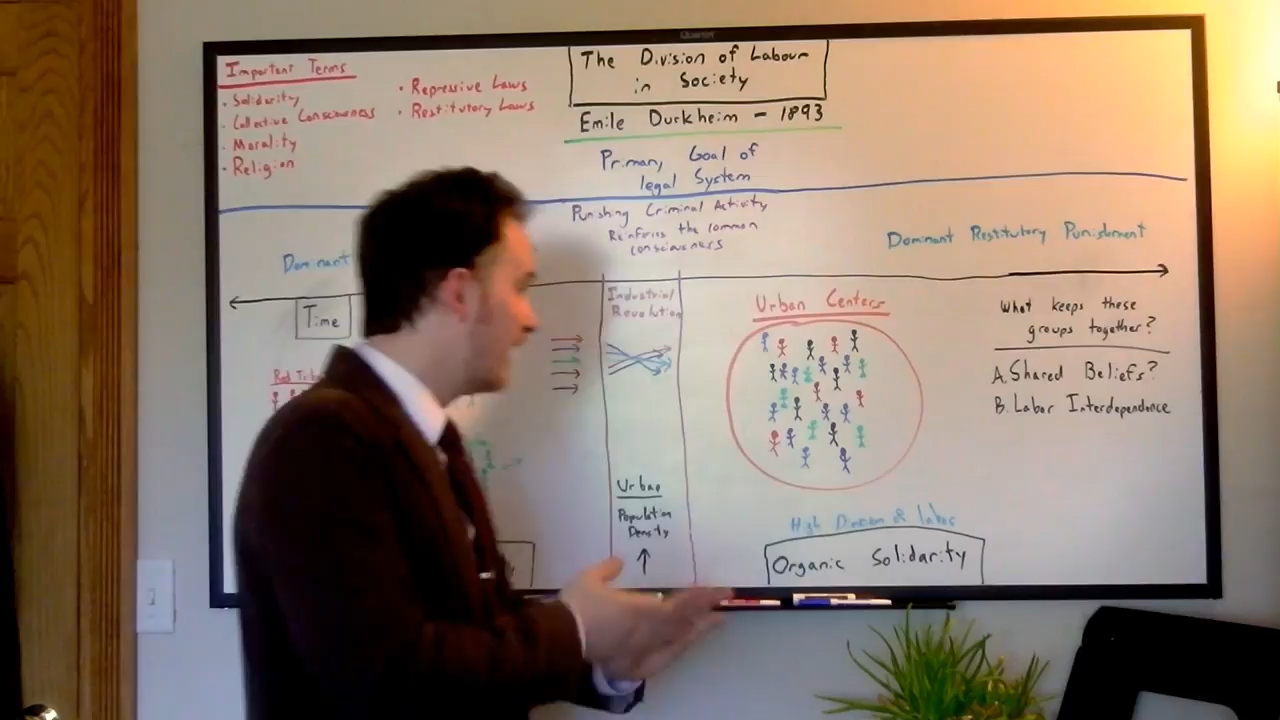 Quartet
Important Terms
• Solidarity
• Collective Consciousness
• Morality
• Religion
• Repressive Laws
• Restitutory Laws
The Division of Labour
in Society
Emile Durkheim - 1893
Primary Goal of
legal System
Punishing Criminal Activity
Reinforces the common
consciousness
Dominant
Dominant Restitutory Punishment
Time
Industrial
Revolution
Urban Centers
What keeps these
groups together?
A. Shared Beliefs?
B. Labor Interdependence
Red
Urban
Population
Density
High Division of labor
Organic Solidarity